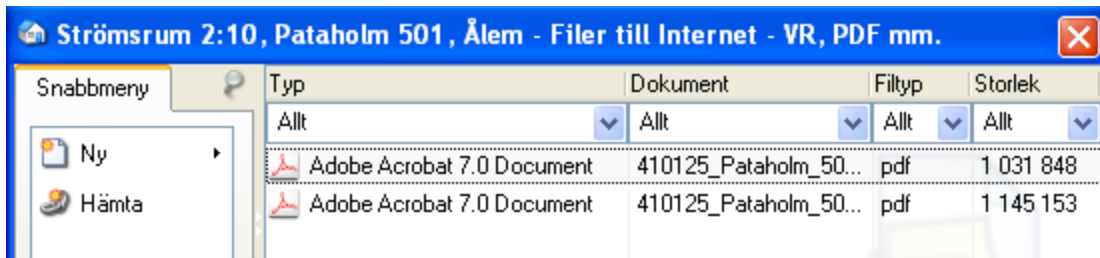 Strömsrum 2:10, Pataholm 501, Ålem - Filer till Internet - VR, PDF mm.
Snabbmeny
Typ Dokument Filtyp Storlek
Allt Allt Allt Allt
Ny
Adobe Acrobat 7.0 Document 410125_Pataholm_50... pdf 1 031 848
Hämta
Adobe Acrobat 7.0 Document 410125_Pataholm_50... pdf 1 145 153